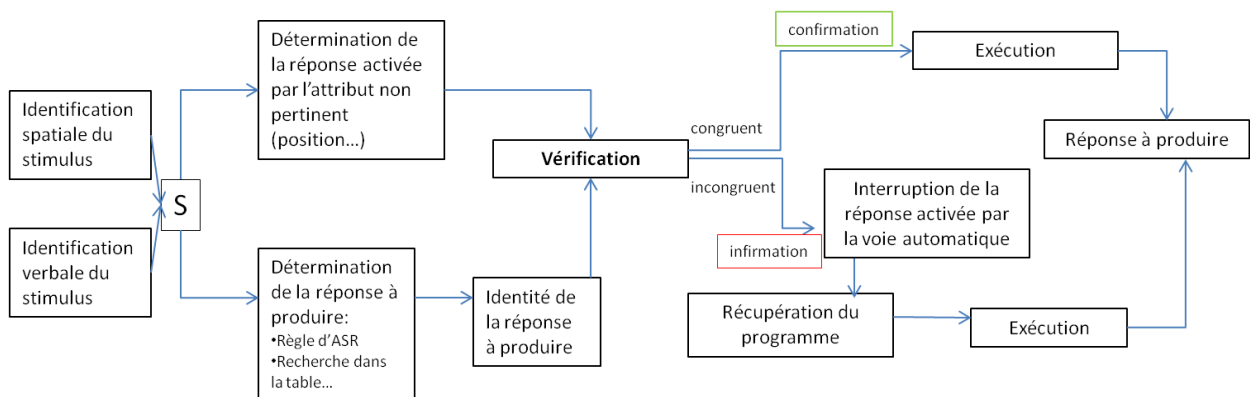 Identification
spatiale du
stimulus
Identification
verbale du
stimulus
S
Détermination de
la réponse activée
par l'attribut non
pertinent
(position…)
Détermination
de la réponse à
produire:
•Règle d'ASR
•Recherche dans
la table…
Identité de
la réponse
à produire
Vérification
congruent
incongruent
confirmation
infirmation
Exécution
Interruption de la
réponse activée par
la voie automatique
Récupération du
programme
Exécution
Réponse à produire